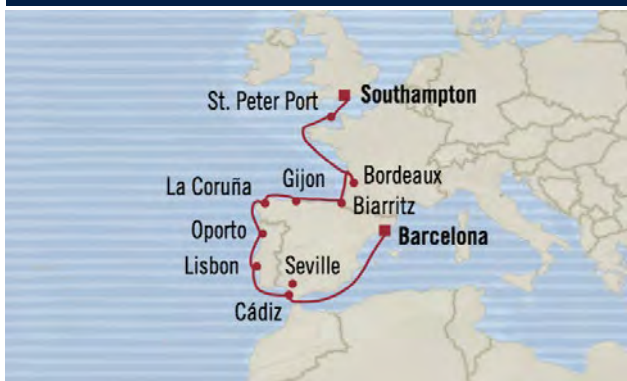 Southampton
St. Peter Port
Bordeaux
Gijon
La Coruña
Biarritz
Oporto
Barcelona
Lisbon
Seville
Cádiz